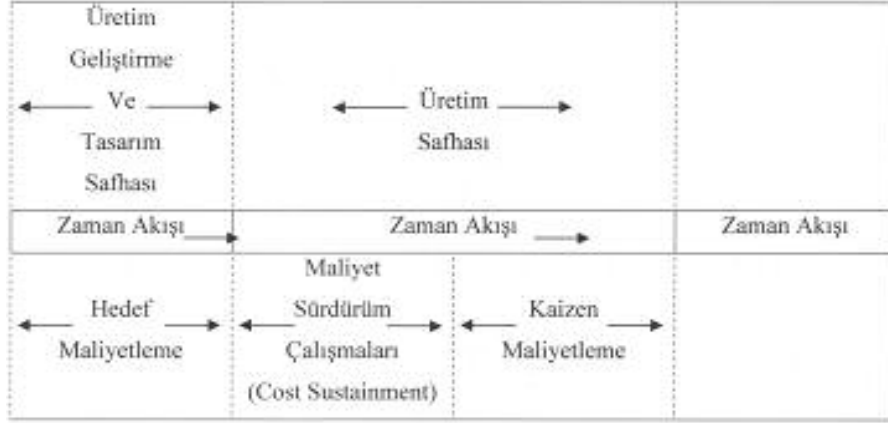 Üretim
Geliştirme
Ve
Tasarım
Safhası
Üretim
Safhası
Zaman Akışı
Zaman Akışı
Zaman Akışı
Hedef
Maliyetleme
Maliyet
Sürdürüm
Çalışmaları
(Cost Sustainment)
Kaizen
Maliyetleme